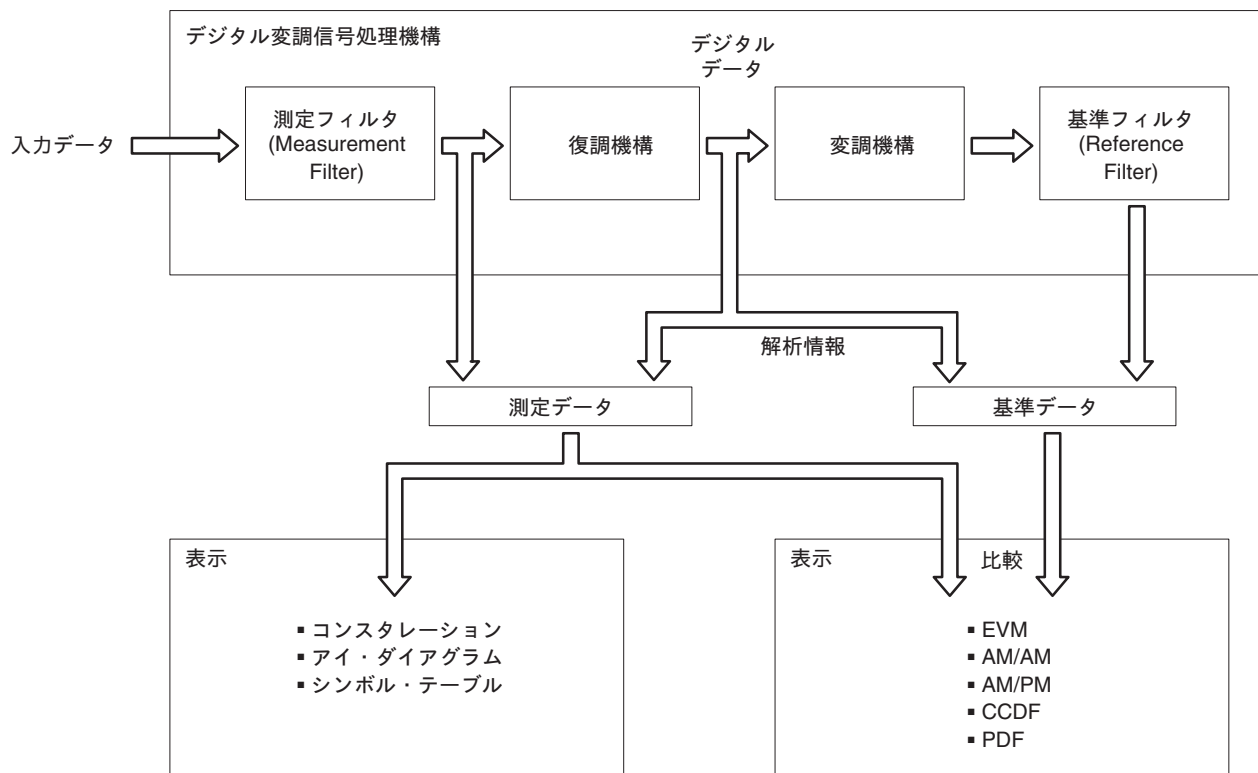 デジタル変調信号処理機構
デジタル
データ
入力データ
測定フィルタ
(Measurement
Filter)
復調機構
変調機構
基準フィルタ
(Reference
Filter)
解析情報
測定データ
基準データ
表示
▪ コンスタレーション
▪ アイ・ダイアグラム
▪ シンボル・テーブル
表示
比較
▪ EVM
▪ AM/AM
▪ AM/PM
▪ CCDF
▪ PDF